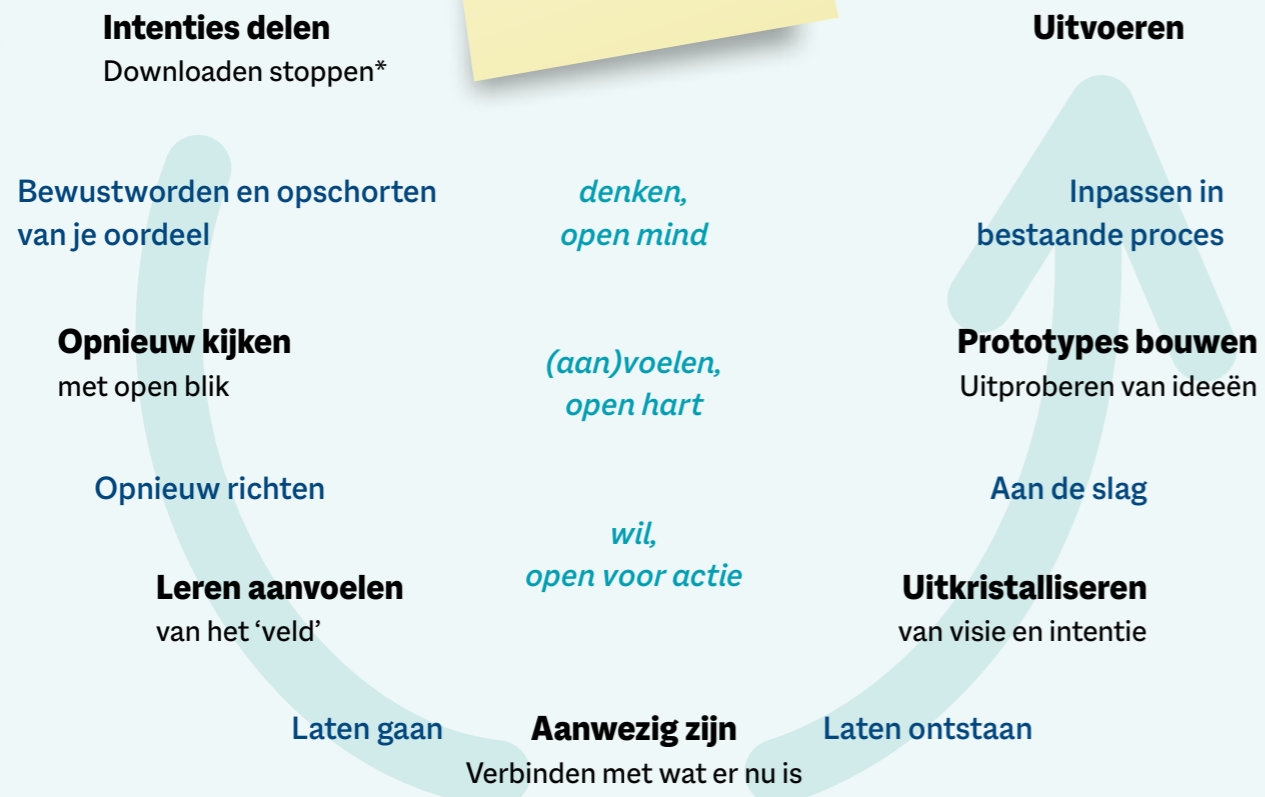 Intenties delen
Downloaden stoppen*
Uitvoeren
Bewustworden en opschorten
van je oordeel
denken,
open mind
Inpassen in
bestaande proces
Opnieuw kijken
met open blik
(aan)voelen,
open hart
Prototypes bouwen
Uitproberen van ideeën
Opnieuw richten
Aan de slag
wil,
open voor actie
Leren aanvoelen
van het ‘veld’
Uitkristalliseren
van visie en intentie
Laten gaan
Aanwezig zijn
Verbinden met wat er nu is
Laten ontstaan